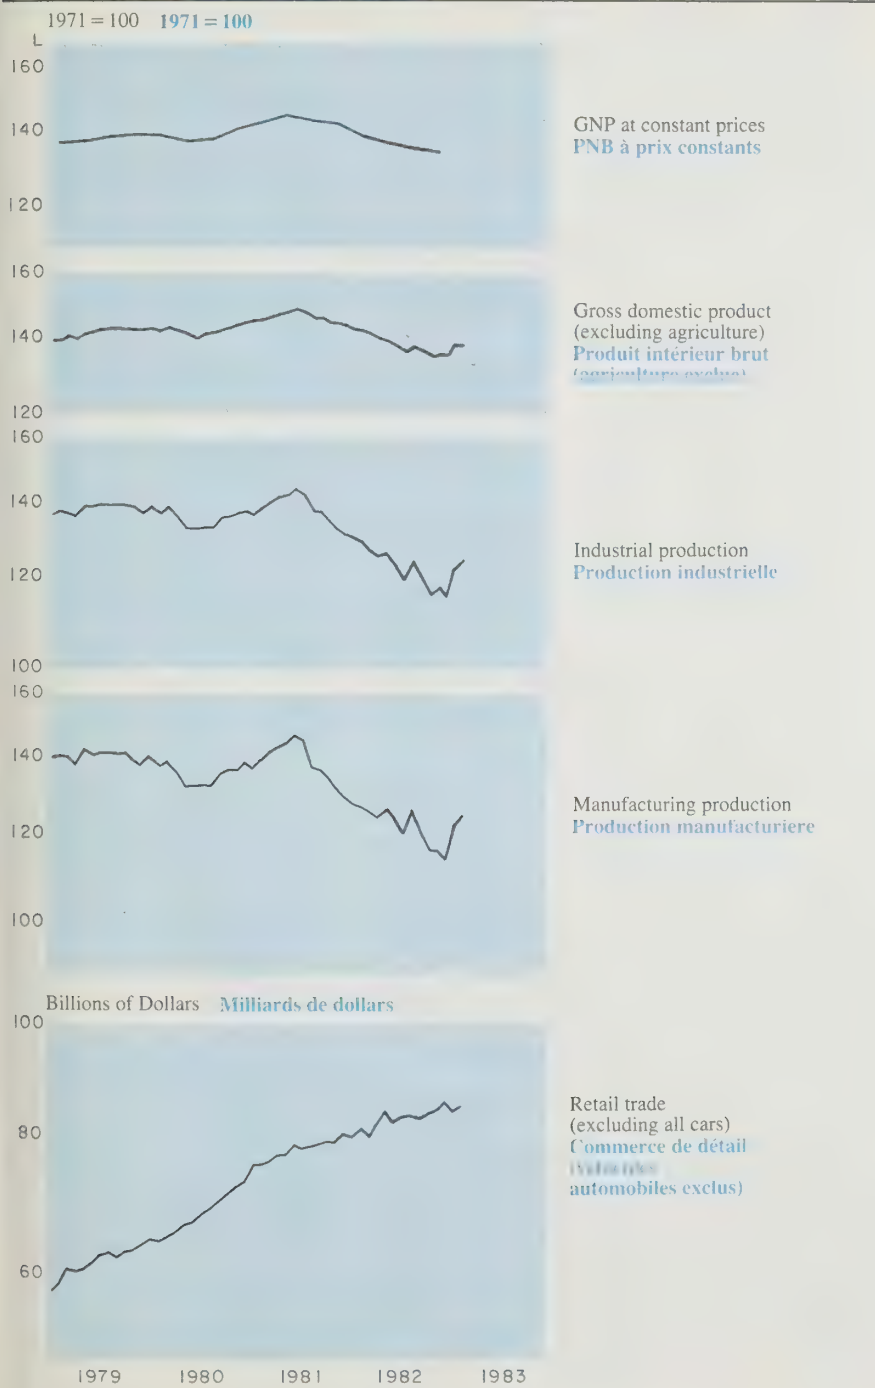 1971 = 100 1971 = 100
L
160
140
120
GNP at constant prices
PNB à prix constants
160
140
120
Gross domestic product
(excluding agriculture)
Produit intérieur brut
160
140
120
100
Industrial production
Production industrielle
160
140
120
100
Manufacturing production
Production manufacturiere
Billions of Dollars Milliards de dollars
100
80
60
Retail trade
(excluding all cars)
Commerce de détail
automobiles exclus)
1979 1980 1981 1982 1983